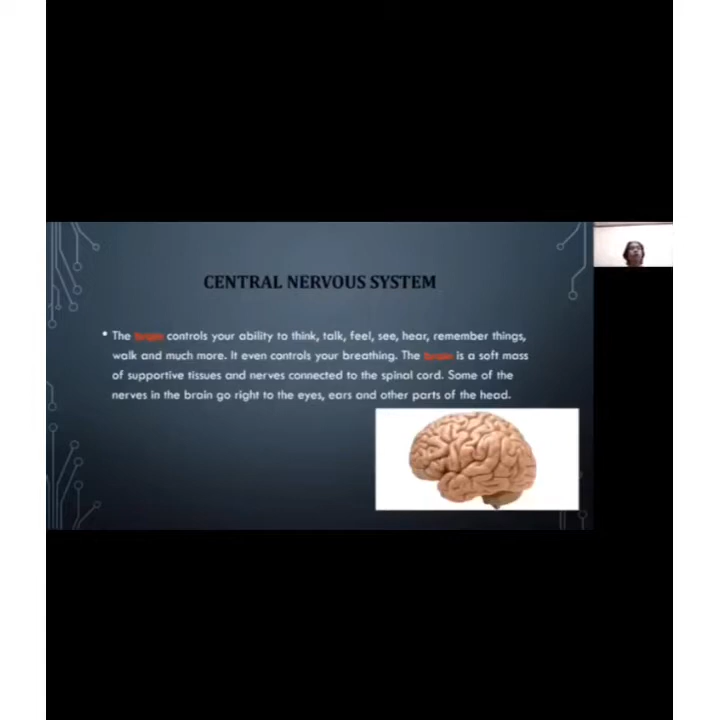 CENTRAL NERVOUS SYSTEM
• The brain controls your ability to think, talk, feel, see, hear, remember things,
walk and much more. It even controls your breathing. The brain is a soft mass
of supportive tissues and nerves connected to the spinal cord. Some of the
nerves in the brain go right to the eyes, ears and other parts of the head.